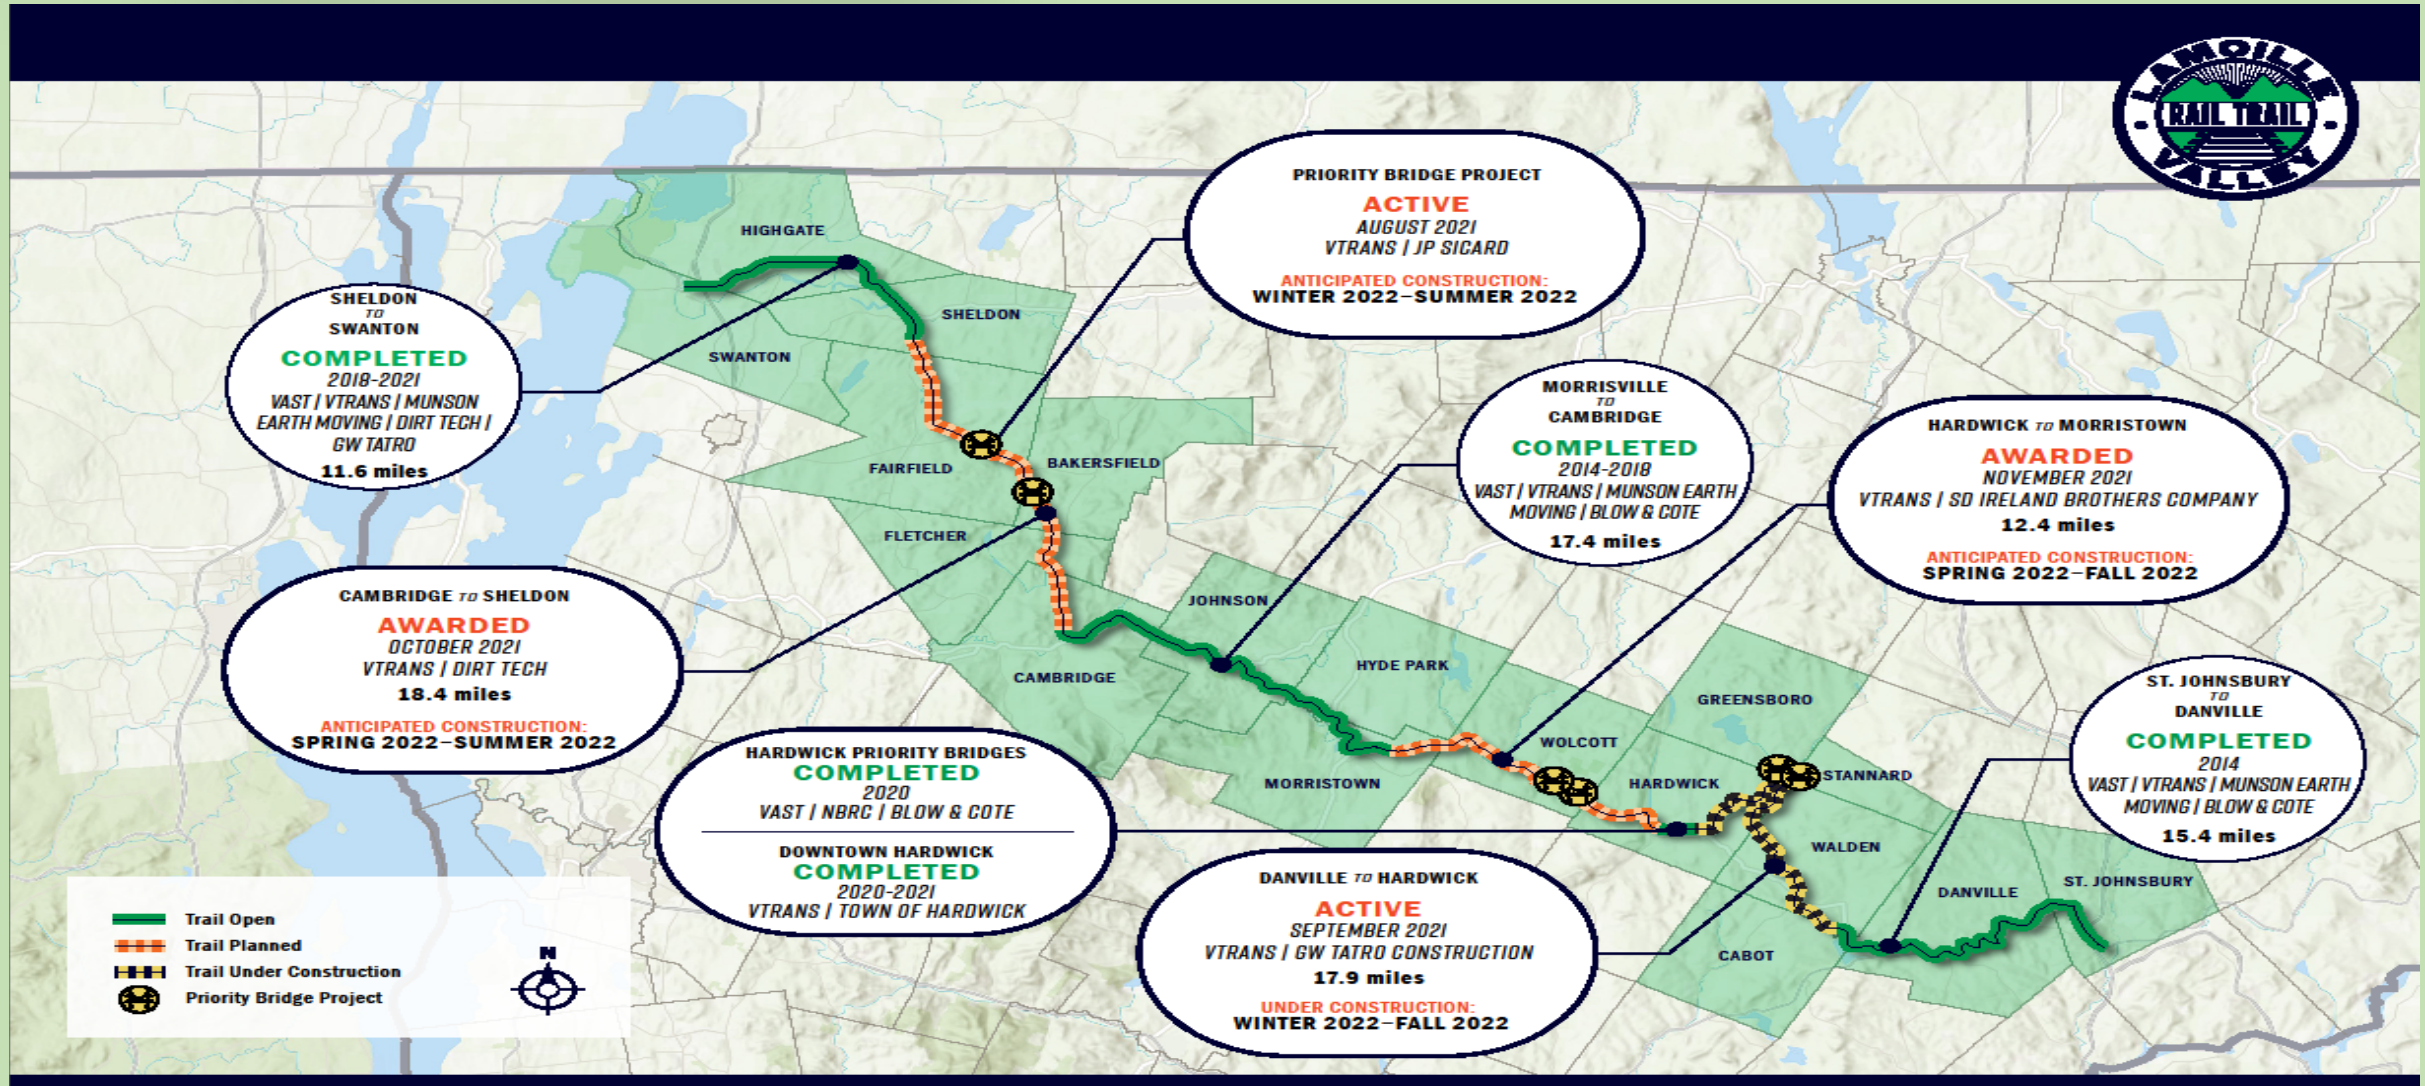 LAMOILLE
RAIL TRAIL
VALLEY
PRIORITY BRIDGE PROJECT
ACTIVE
AUGUST 2021
VTRANS | JP SICARD
ANTICIPATED CONSTRUCTION:
WINTER 2022–SUMMER 2022
HIGHGATE
SHELDON
SWANTON
SHELDON
TO
SWANTON
COMPLETED
2018-2021
VAST | VTRANS | MUNSON
EARTH MOVING | DIRT TECH |
GW TATRO
11.6 miles
MORRISVILLE
TO
CAMBRIDGE
COMPLETED
2014-2018
VAST | VTRANS | MUNSON EARTH
MOVING | BLOW & COTE
17.4 miles
HARDWICK TO MORRISTOWN
AWARDED
NOVEMBER 2021
VTRANS | SD IRELAND BROTHERS COMPANY
12.4 miles
ANTICIPATED CONSTRUCTION:
SPRING 2022–FALL 2022
FAIRFIELD
BAKERSFIELD
FLETCHER
CAMBRIDGE TO SHELDON
AWARDED
OCTOBER 2021
VTRANS | DIRT TECH
18.4 miles
ANTICIPATED CONSTRUCTION:
SPRING 2022–SUMMER 2022
JOHNSON
HYDE PARK
CAMBRIDGE
MORRISTOWN
WOLCOTT
GREENSBORO
HARDWICK
STANNARD
WALDEN
DANVILLE
ST. JOHNSBURY
CABOT
ST. JOHNSBURY
TO
DANVILLE
COMPLETED
2014
VAST | VTRANS | MUNSON EARTH
MOVING | BLOW & COTE
15.4 miles
HARDWICK PRIORITY BRIDGES
COMPLETED
2020
VAST | NBRC | BLOW & COTE
DOWNTOWN HARDWICK
COMPLETED
2020-2021
VTRANS | TOWN OF HARDWICK
DANVILLE TO HARDWICK
ACTIVE
SEPTEMBER 2021
VTRANS | GW TATRO CONSTRUCTION
17.9 miles
UNDER CONSTRUCTION:
WINTER 2022–FALL 2022
Trail Open
Trail Planned
Trail Under Construction
Priority Bridge Project
N